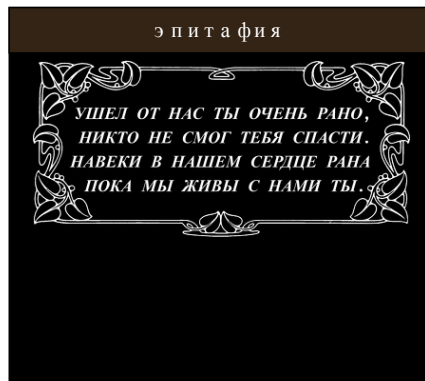 эпитафия
УШЕЛ ОТ НАС ТЫ ОЧЕНЬ РАНО,
НИКТО НЕ СМОГ ТЕБЯ СПАСТИ.
НАВЕКИ В НАШЕМ СЕРДЦЕ РАНА
ПОКА МЫ ЖИВЫ С НАМИ ТЫ.